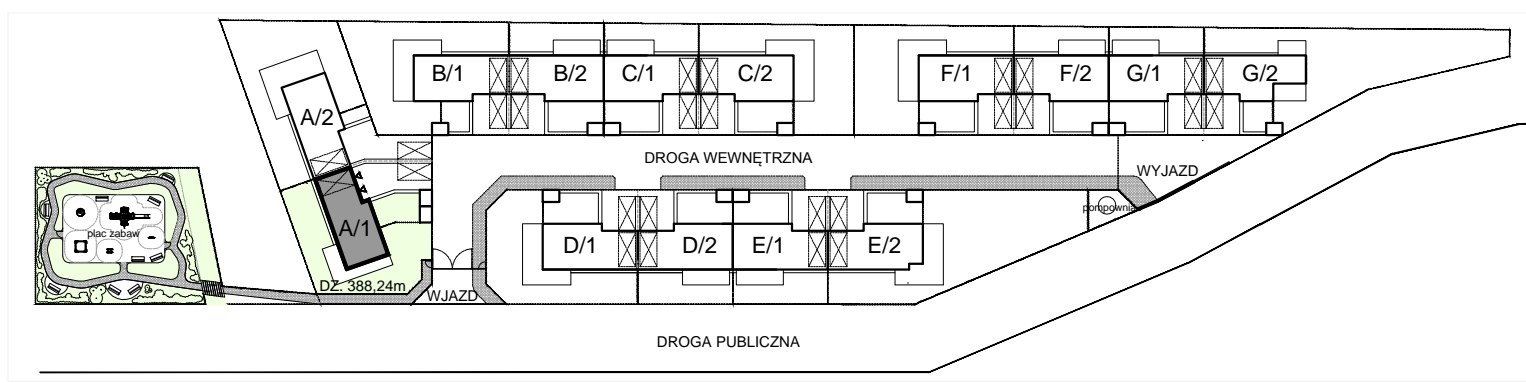 B/1
B/2
C/1
C/2
F/1
F/2
G/1
G/2
A/2
DROGA WEWNĘTRZNA
WYJAZD
A/1
pompownia
plac zabaw
D/1
D/2
E/1
E/2
DZ. 388,24m
WJAZD
DROGA PUBLICZNA